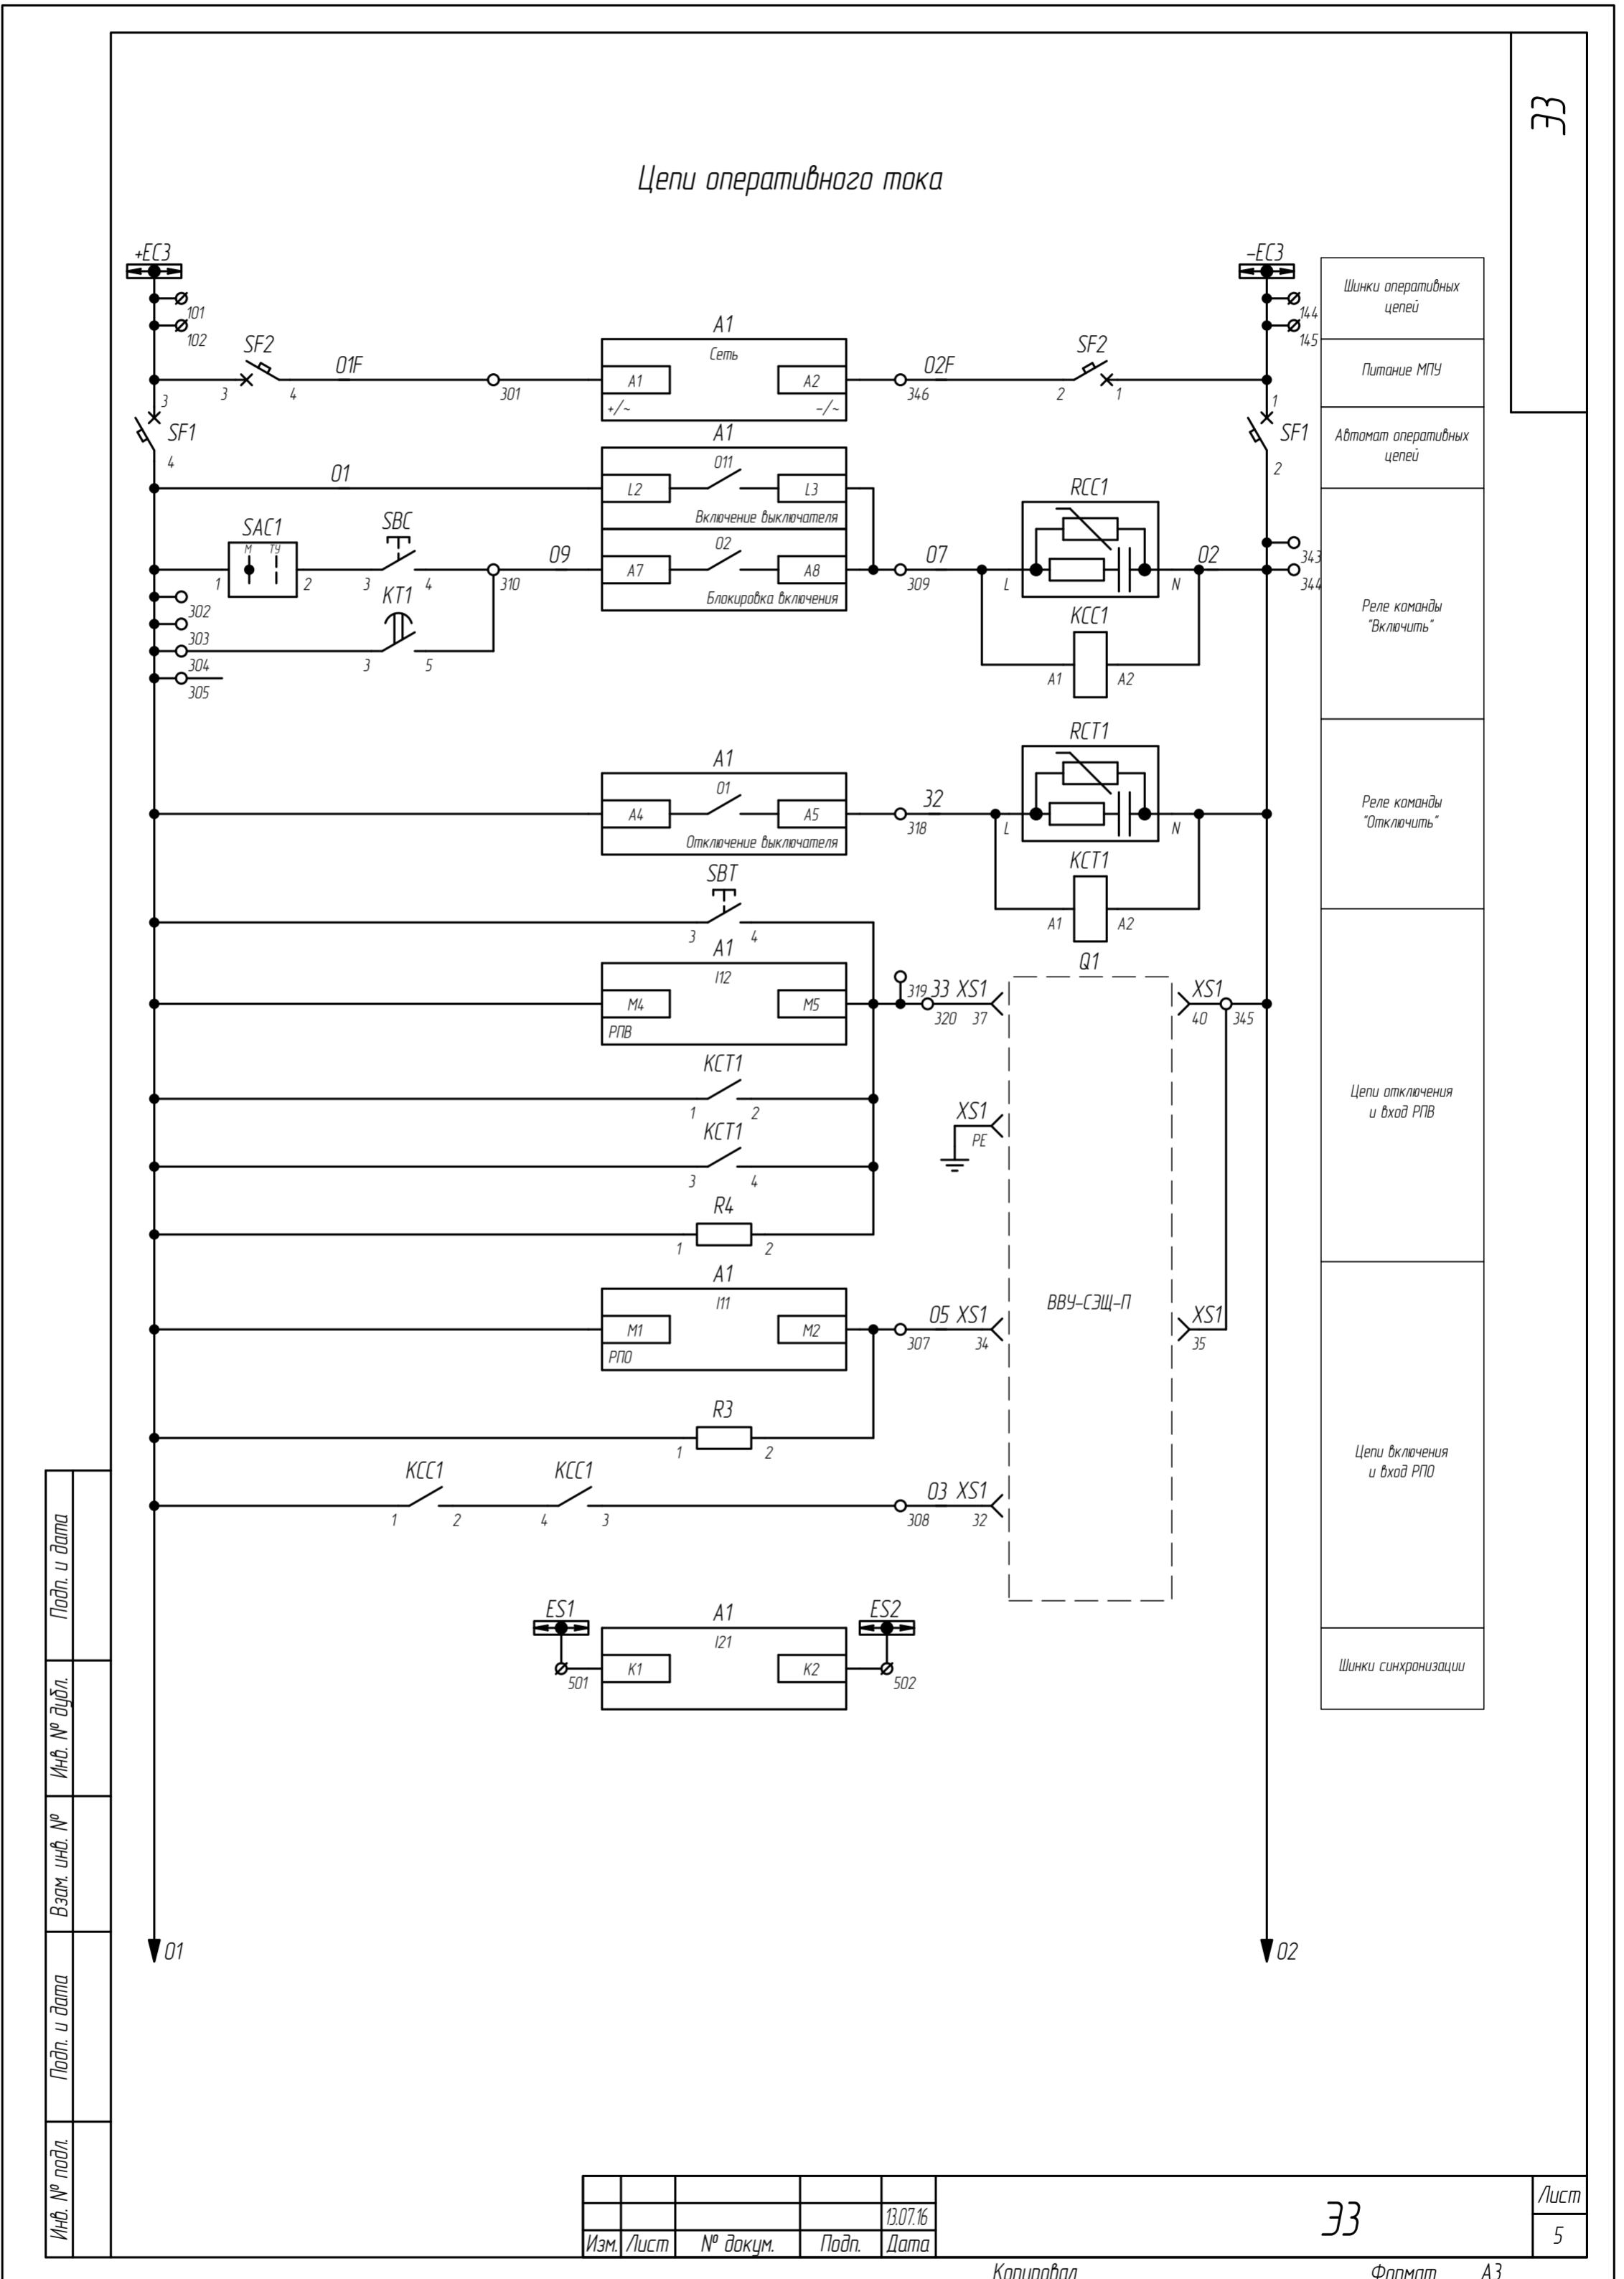 ЭЗ
Цепи оперативного тока
+EC3
-EC3
101
102
144
145
Шинки оперативных
цепей
SF2
01F
A1
Сеть
02F
SF2
3
4
301
A1
A2
+/~
-/~
346
2
1
Питание МПУ
3
SF1
4
1
SF1
2
Автомат оперативных
цепей
01
A1
011
L2
L3
Включение выключателя
RCC1
SAC1
М
ТУ
1
2
SBC
3
4
310
09
02
A7
A8
Блокировка включения
07
309
L
N
02
343
344
302
303
304
305
KT1
3
5
KCC1
A1
A2
Реле команды
"Включить"
A1
01
A4
A5
Отключение выключателя
32
318
RCT1
L
N
KCT1
A1
A2
Реле команды
"Отключить"
SBT
3
4
A1
I12
M4
M5
РПВ
319
33
XS1
320
37
Q1
XS1
40
345
KCT1
1
2
XS1
PE
KCT1
3
4
R4
1
2
Цепи отключения
и вход РПВ
A1
I11
M1
M2
РПО
05
XS1
307
34
ВВУ-СЭЩ-П
XS1
35
R3
1
2
KCC1
1
2
KCC1
4
3
03
XS1
308
32
Цепи включения
и вход РПО
ES1
501
A1
I21
K1
K2
ES2
502
Шинки синхронизации
01
02
Подп. и дата
Инв. № дубл.
Взам. инв. №
Подп. и дата
Инв. № подл.
13.07.16
Изм.
Лист
№ докум.
Подп.
Дата
ЭЗ
Лист
5
Копировал
Формат
А3